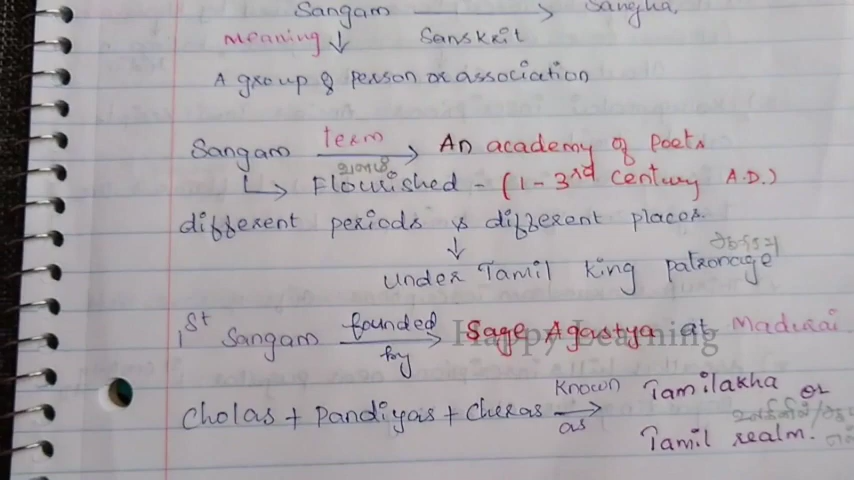 Sangam → Sangha.
meaning ↓ Sanskrit
A group of person or association
Sangam term → An academy of Poets
↳ Flourished - (1 - 3rd century A.D.)
different periods & different places.
↓
under Tamil king patronage
1st Sangam founded by → Sage Agastya at Madurai
Happy Learning
Cholas + Pandiyas + Cheras known as → Tamilakha or
Tamil realm.